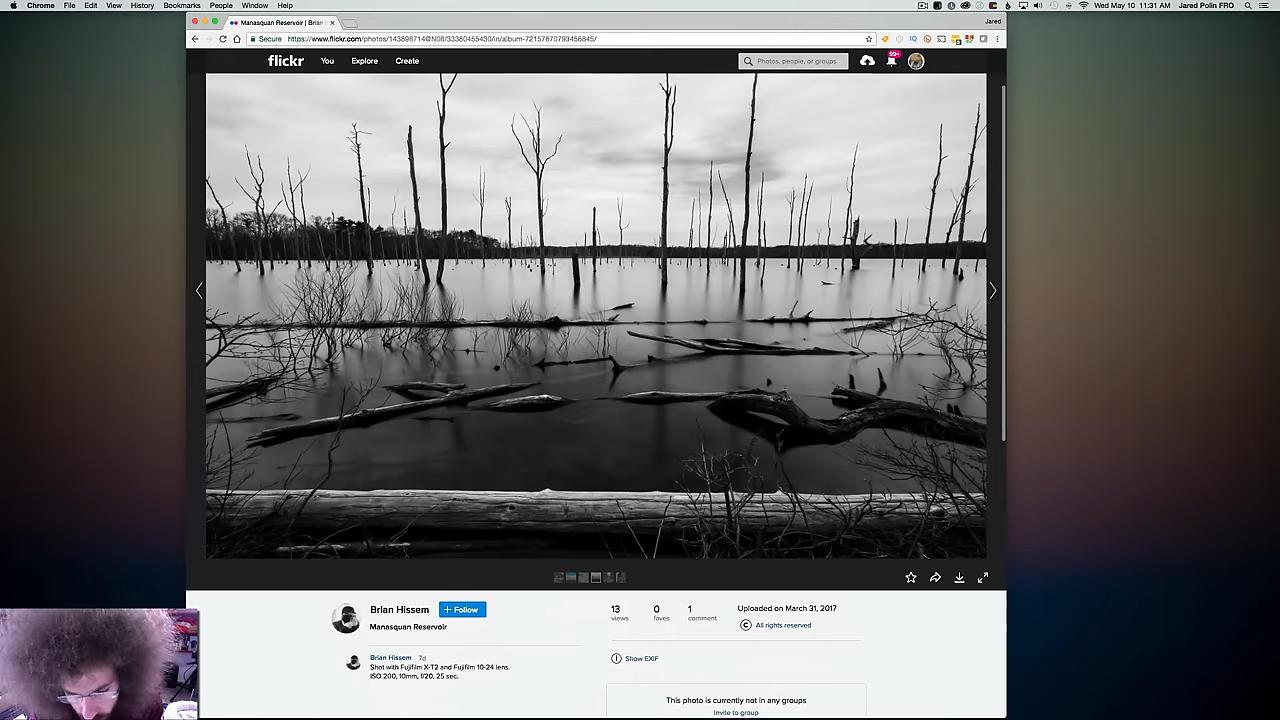 Chrome File Edit View History Bookmarks People Window Help
Wed May 10 11:31 AM Jared Polin FRO
Manasquan Reservoir | Brian
Jared
Secure https://www.flickr.com/photos/143898714@N08/33380455430/in/album-72157670793456845/
flickr You Explore Create
Photos, people, or groups
99+
Brian Hissem
+ Follow
Manasquan Reservoir
Brian Hissem 7d
Shot with Fujifilm X-T2 and Fujifilm 10-24 lens.
ISO 200, 10mm, f/20, 25 sec.
13 0 1
views faves comment
Uploaded on March 31, 2017
© All rights reserved
Show EXIF
This photo is currently not in any groups
Invite to group